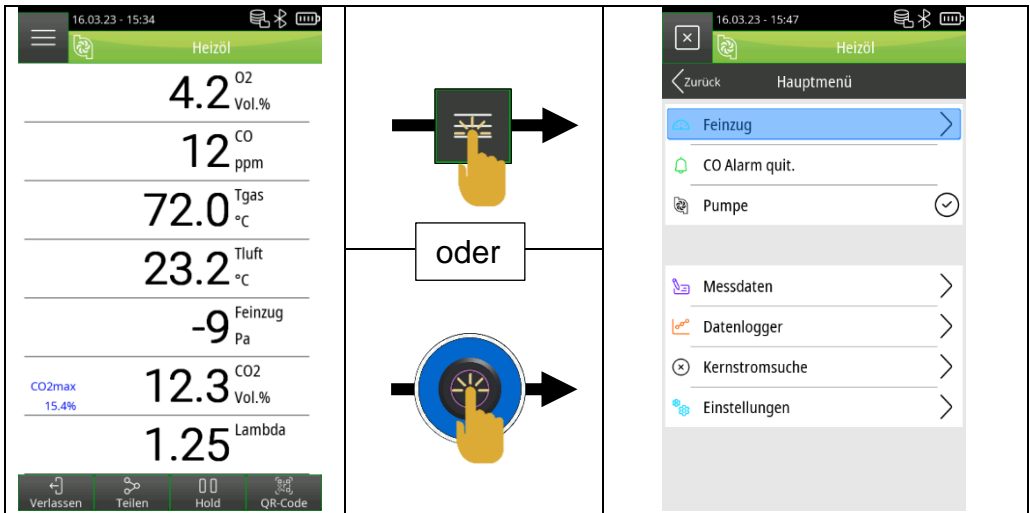 16.03.23 - 15:34
Heizöl
4.2 O2 Vol.%
12 CO ppm
72.0 Tgas °C
23.2 Tluft °C
-9 Feinzug Pa
CO2max 15.4% 12.3 CO2 Vol.%
1.25 Lambda
Verlassen Teilen Hold QR-Code
oder
16.03.23 - 15:47
Heizöl
Zurück Hauptmenü
Feinzug
CO Alarm quit.
Pumpe
Messdaten
Datenlogger
Kernstromsuche
Einstellungen